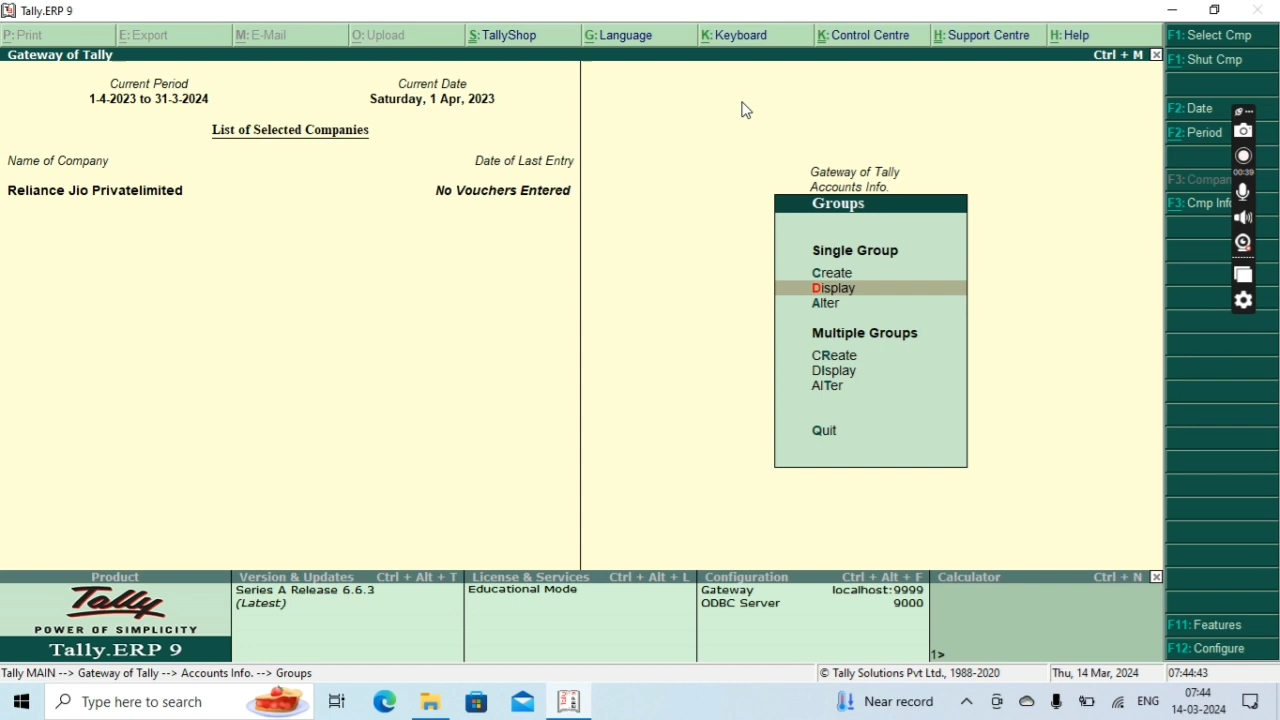 Tally.ERP 9
P: Print
E: Export
M: E-Mail
O: Upload
S: TallyShop
G: Language
K: Keyboard
K: Control Centre
H: Support Centre
H: Help
F1: Select Cmp
Gateway of Tally
Ctrl + M
F1: Shut Cmp
Current Period
Current Date
1-4-2023 to 31-3-2024
Saturday, 1 Apr, 2023
F2: Date
F2: Period
List of Selected Companies
Name of Company
Date of Last Entry
Reliance Jio Privatelimited
No Vouchers Entered
00:39
F3: Compan
F3: Cmp Info
Gateway of Tally
Accounts Info.
Groups
Single Group
Create
Display
Alter
Multiple Groups
CReate
DIsplay
AlTer
Quit
Product
Version & Updates
Ctrl + Alt + T
License & Services
Ctrl + Alt + L
Configuration
Ctrl + Alt + F
Calculator
Ctrl + N
Tally
POWER OF SIMPLICITY
Tally.ERP 9
Series A Release 6.6.3
(Latest)
Educational Mode
Gateway
localhost:9999
ODBC Server
9000
1>
F11: Features
F12: Configure
Tally MAIN --> Gateway of Tally --> Accounts Info. --> Groups
© Tally Solutions Pvt Ltd., 1988-2020
Thu, 14 Mar, 2024
07:44:43
Type here to search
Near record
ENG
07:44
14-03-2024